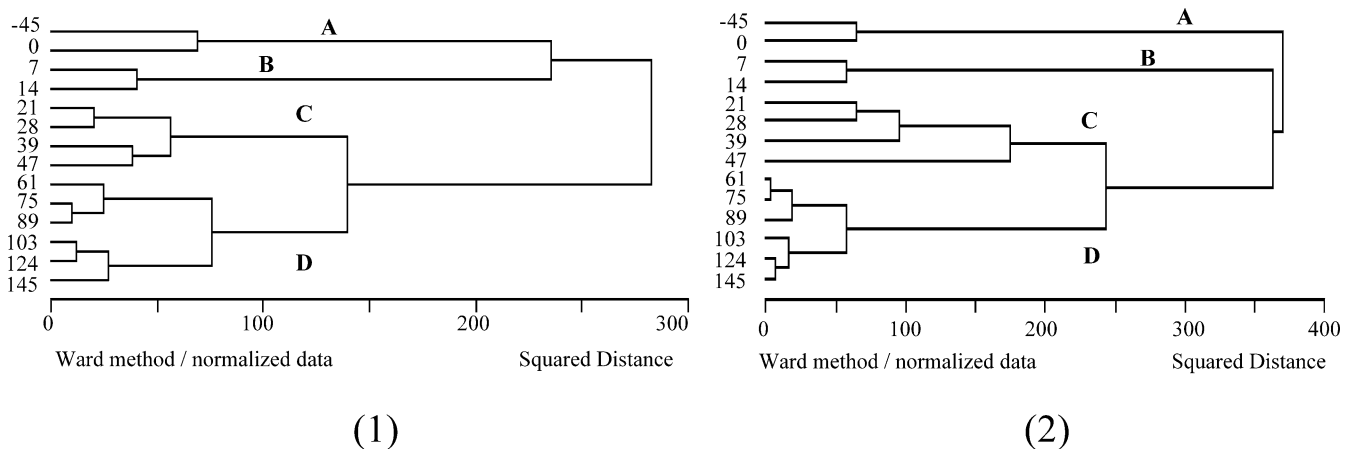 -45
0
7
14
21
28
39
47
61
75
89
103
124
145
A
B
C
D
0 100 200 300
Ward method / normalized data Squared Distance
(1)
-45
0
7
14
21
28
39
47
61
75
89
103
124
145
A
B
C
D
0 100 200 300 400
Ward method / normalized data Squared Distance
(2)